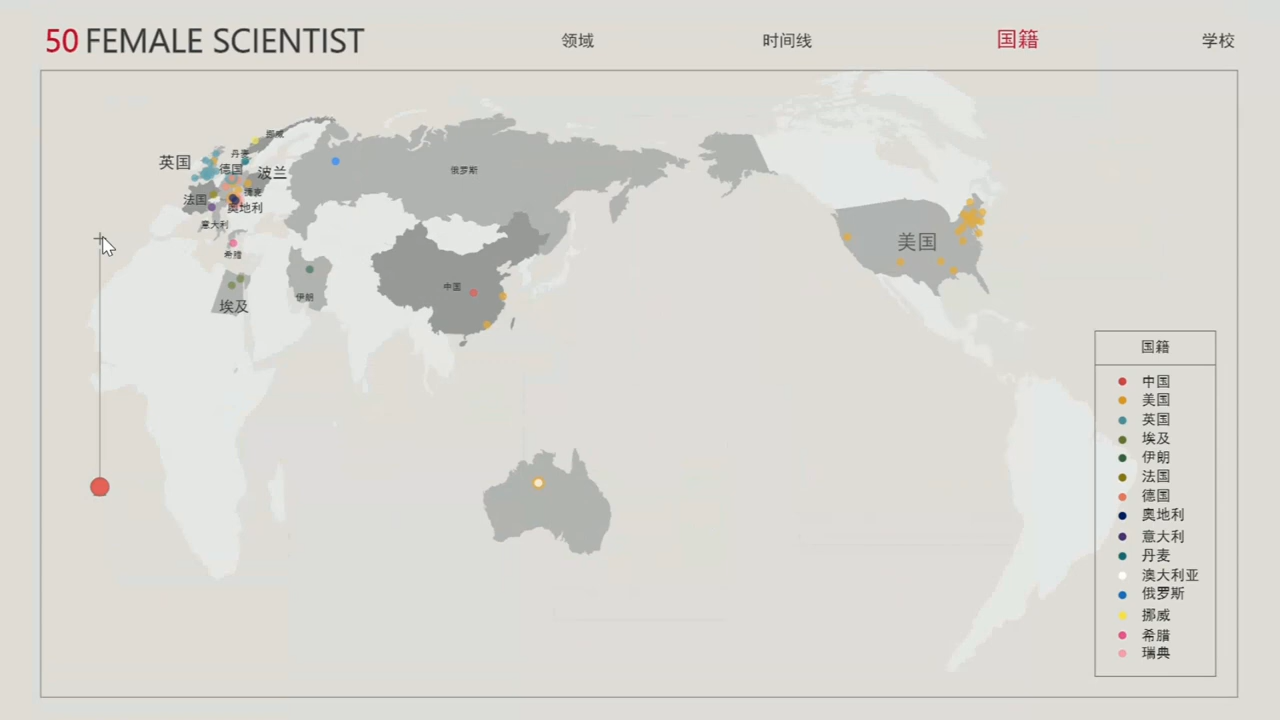 50 FEMALE SCIENTIST
领域
时间线
国籍
学校
挪威
丹麦
英国
德国
波兰
俄罗斯
法国
捷克
奥地利
意大利
希腊
伊朗
埃及
中国
美国
国籍
中国
美国
英国
埃及
伊朗
法国
德国
奥地利
意大利
丹麦
澳大利亚
俄罗斯
挪威
希腊
瑞典